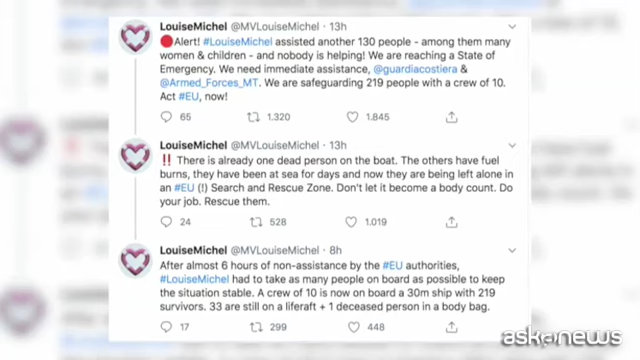 LouiseMichel @MVLouiseMichel · 13h
🔴Alert! #LouiseMichel assisted another 130 people - among them many
women & children - and nobody is helping! We are reaching a State of
Emergency. We need immediate assistance, @guardiacostiera &
@Armed_Forces_MT. We are safeguarding 219 people with a crew of 10.
Act #EU, now!
65 1.320 1.845
LouiseMichel @MVLouiseMichel · 13h
‼️ There is already one dead person on the boat. The others have fuel
burns, they have been at sea for days and now they are being left alone in
an #EU (!) Search and Rescue Zone. Don't let it become a body count. Do
your job. Rescue them.
24 528 1.019
LouiseMichel @MVLouiseMichel · 8h
After almost 6 hours of non-assistance by the #EU authorities,
#LouiseMichel had to take as many people on board as possible to keep
the situation stable. A crew of 10 is now on board a 30m ship with 219
survivors. 33 are still on a liferaft + 1 deceased person in a body bag.
17 299 448
askanews